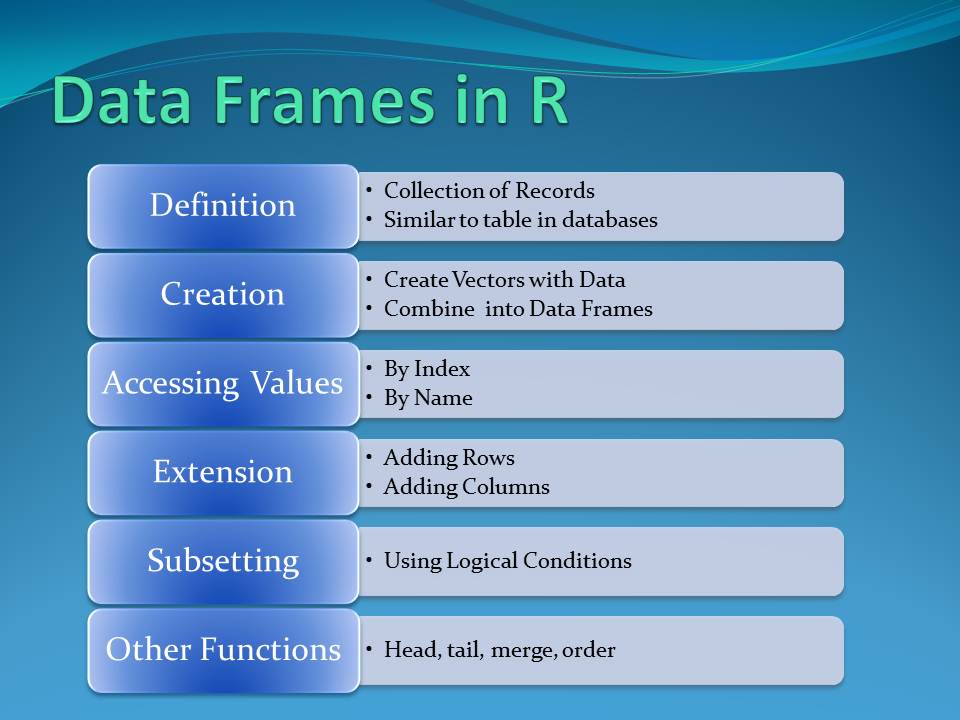 Data Frames in R
Definition
• Collection of Records
• Similar to table in databases
Creation
• Create Vectors with Data
• Combine into Data Frames
Accessing Values
• By Index
• By Name
Extension
• Adding Rows
• Adding Columns
Subsetting
• Using Logical Conditions
Other Functions
• Head, tail, merge, order